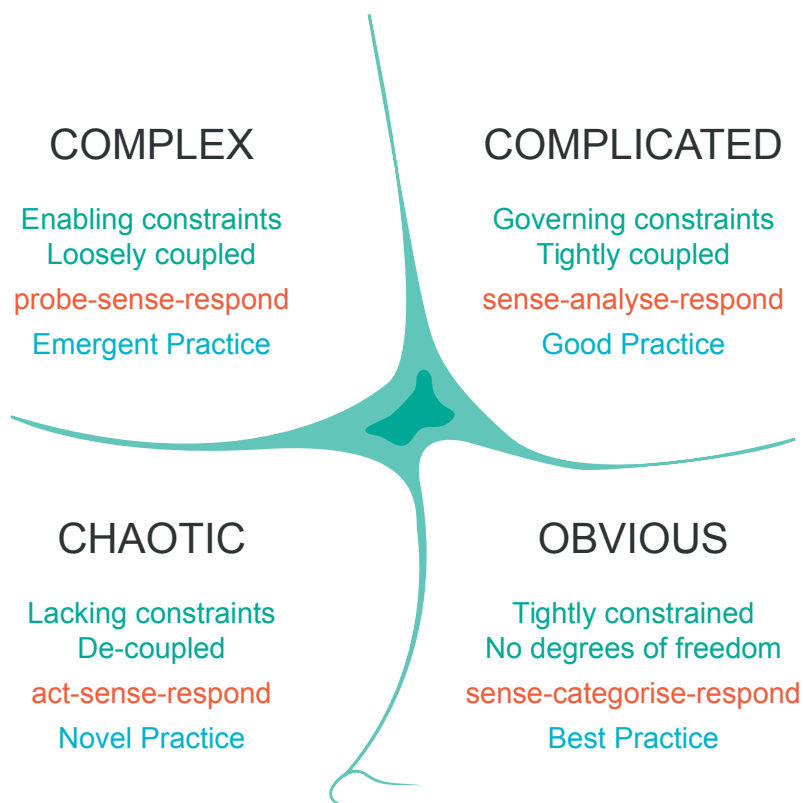 COMPLEX
Enabling constraints
Loosely coupled
probe-sense-respond
Emergent Practice
COMPLICATED
Governing constraints
Tightly coupled
sense-analyse-respond
Good Practice
CHAOTIC
Lacking constraints
De-coupled
act-sense-respond
Novel Practice
OBVIOUS
Tightly constrained
No degrees of freedom
sense-categorise-respond
Best Practice